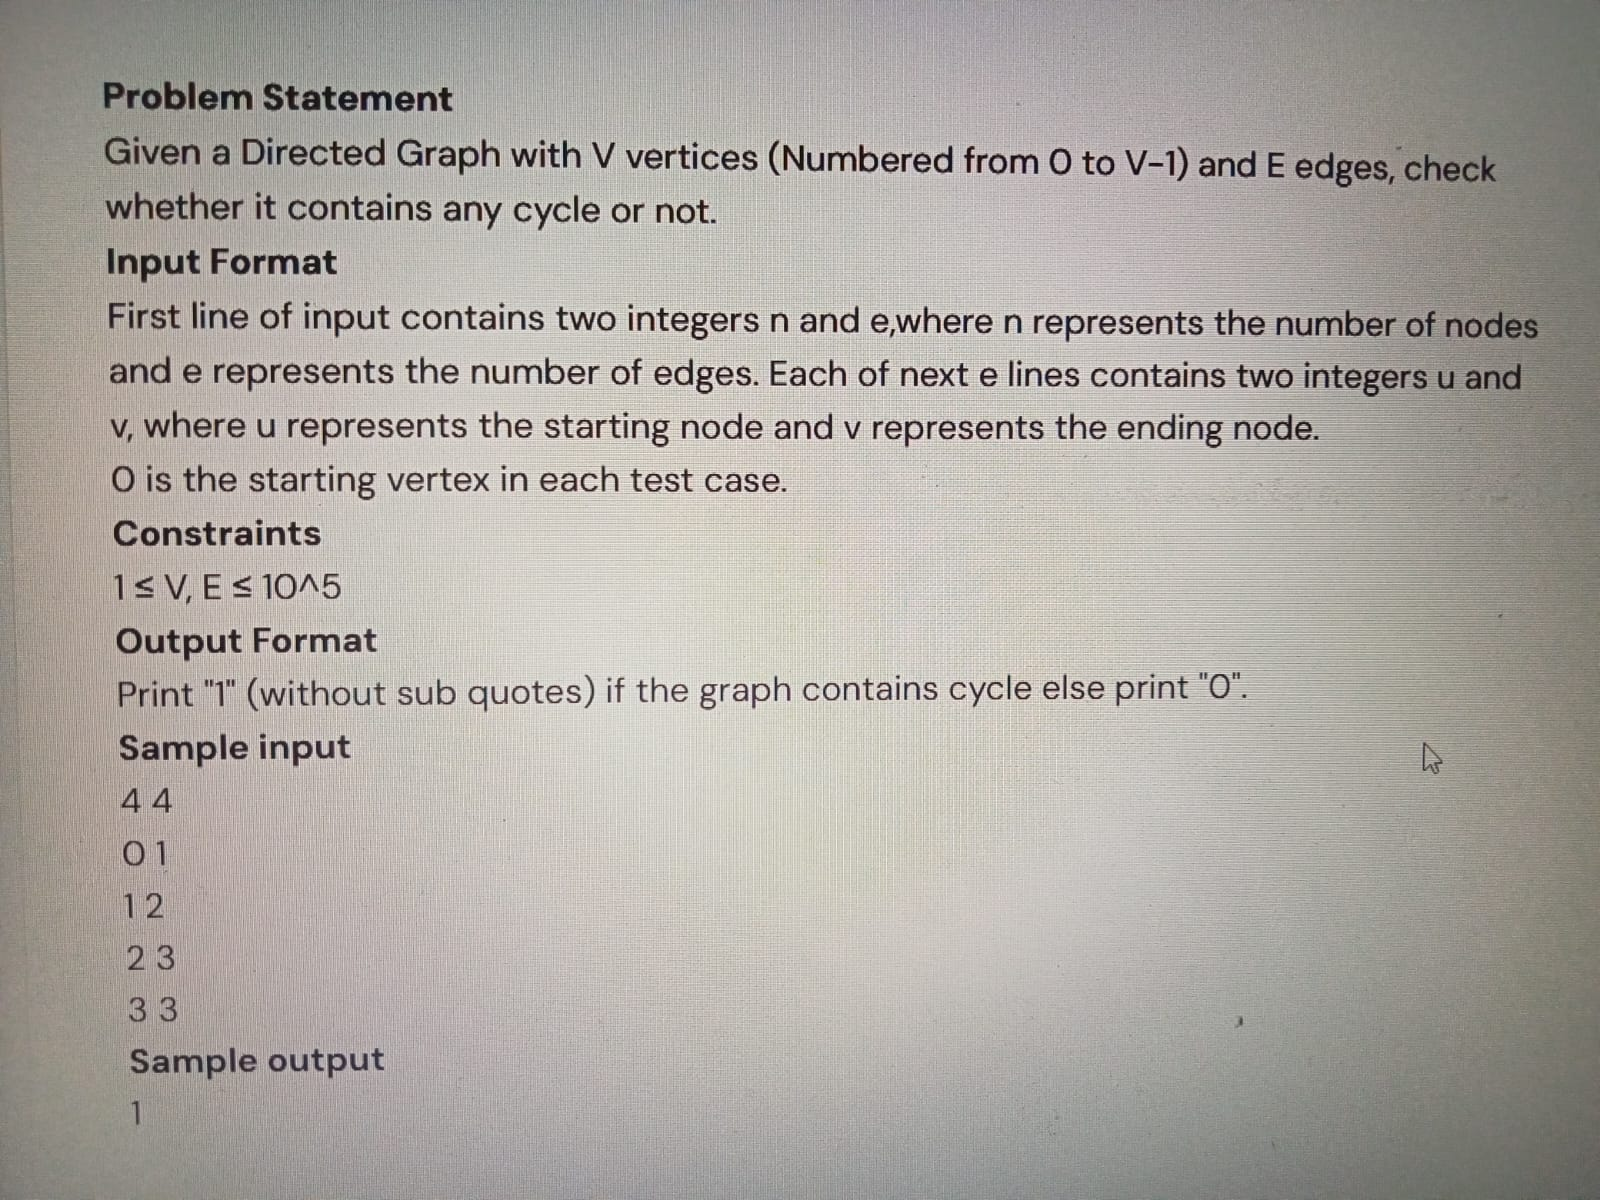 Problem Statement
Given a Directed Graph with V vertices (Numbered from 0 to V-1) and E edges, check
whether it contains any cycle or not.
Input Format
First line of input contains two integers n and e,where n represents the number of nodes
and e represents the number of edges. Each of next e lines contains two integers u and
v, where u represents the starting node and v represents the ending node.
0 is the starting vertex in each test case.
Constraints
1 ≤ V, E ≤ 10^5
Output Format
Print "1" (without sub quotes) if the graph contains cycle else print "0".
Sample input
4 4
0 1
1 2
2 3
3 3
Sample output
1